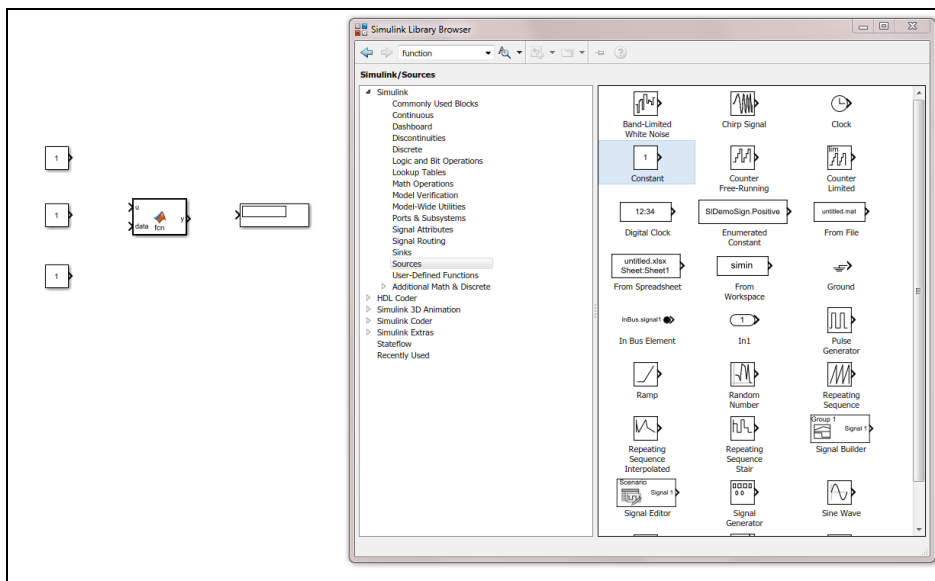 1
1
1
u
data
fcn
y
Simulink Library Browser
function
Simulink/Sources
Simulink
Commonly Used Blocks
Continuous
Dashboard
Discontinuities
Discrete
Logic and Bit Operations
Lookup Tables
Math Operations
Model Verification
Model-Wide Utilities
Ports & Subsystems
Signal Attributes
Signal Routing
Sinks
Sources
User-Defined Functions
Additional Math & Discrete
HDL Coder
Simulink 3D Animation
Simulink Coder
Simulink Extras
Stateflow
Recently Used
Band-Limited
White Noise
Chirp Signal
Clock
1
Constant
Counter
Free-Running
lim
Counter
Limited
12:34
Digital Clock
SlDemoSign.Positive
Enumerated
Constant
untitled.mat
From File
untitled.xlsx
Sheet:Sheet1
From Spreadsheet
simin
From
Workspace
Ground
InBus.signal1
In Bus Element
1
In1
Pulse
Generator
Ramp
Random
Number
Repeating
Sequence
Repeating
Sequence
Interpolated
Repeating
Sequence
Stair
Group 1
Signal 1
Signal Builder
Scenario
Signal 1
Signal Editor
Signal
Generator
Sine Wave